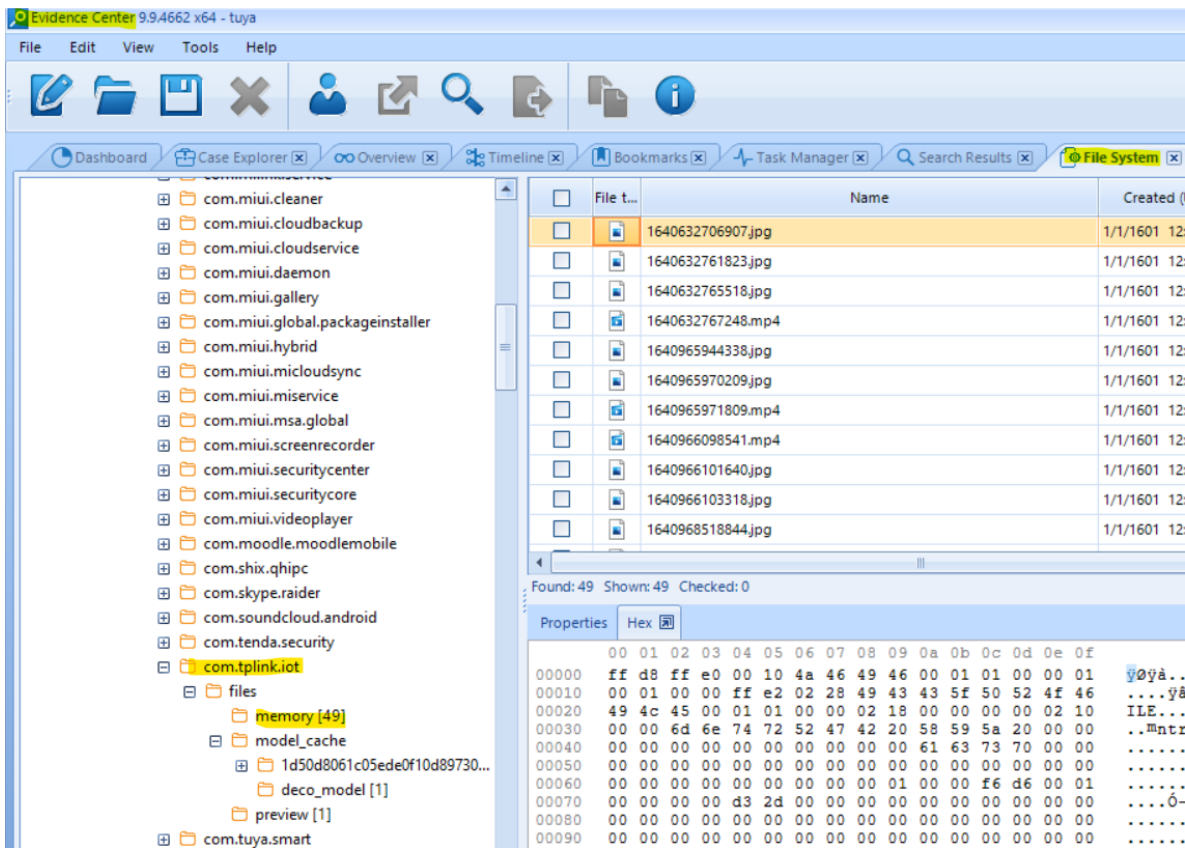 Evidence Center 9.9.4662 x64 - tuya
File Edit View Tools Help
Dashboard Case Explorer Overview Timeline Bookmarks Task Manager Search Results File System
com.miui.cleaner
com.miui.cloudbackup
com.miui.cloudservice
com.miui.daemon
com.miui.gallery
com.miui.global.packageinstaller
com.miui.hybrid
com.miui.micloudsync
com.miui.miservice
com.miui.msa.global
com.miui.screenrecorder
com.miui.securitycenter
com.miui.securitycore
com.miui.videoplayer
com.moodle.moodlemobile
com.shix.qhipc
com.skype.raider
com.soundcloud.android
com.tenda.security
com.tplink.iot
files
memory [49]
model_cache
1d50d8061c05ede0f10d89730...
deco_model [1]
preview [1]
com.tuya.smart
File t... Name Created (
1640632706907.jpg 1/1/1601 12:
1640632761823.jpg 1/1/1601 12:
1640632765518.jpg 1/1/1601 12:
1640632767248.mp4 1/1/1601 12:
1640965944338.jpg 1/1/1601 12:
1640965970209.jpg 1/1/1601 12:
1640965971809.mp4 1/1/1601 12:
1640966098541.mp4 1/1/1601 12:
1640966101640.jpg 1/1/1601 12:
1640966103318.jpg 1/1/1601 12:
1640968518844.jpg 1/1/1601 12:
Found: 49 Shown: 49 Checked: 0
Properties Hex
00 01 02 03 04 05 06 07 08 09 0a 0b 0c 0d 0e 0f
00000 ff d8 ff e0 00 10 4a 46 49 46 00 01 01 00 00 01 ÿØÿà..
00010 00 01 00 00 ff e2 02 28 49 43 43 5f 50 52 4f 46 ....ÿâ
00020 49 4c 45 00 01 01 00 00 02 18 00 00 00 00 02 10 ILE...
00030 00 00 6d 6e 74 72 52 47 42 20 58 59 5a 20 00 00 ..mntr
00040 00 00 00 00 00 00 00 00 00 00 61 63 73 70 00 00 ......
00050 00 00 00 00 00 00 00 00 00 00 00 00 00 00 00 00 ......
00060 00 00 00 00 00 00 00 00 00 01 00 00 f6 d6 00 01 ......
00070 00 00 00 00 d3 2d 00 00 00 00 00 00 00 00 00 00 ....Ó-
00080 00 00 00 00 00 00 00 00 00 00 00 00 00 00 00 00 ......
00090 00 00 00 00 00 00 00 00 00 00 00 00 00 00 00 00 ......